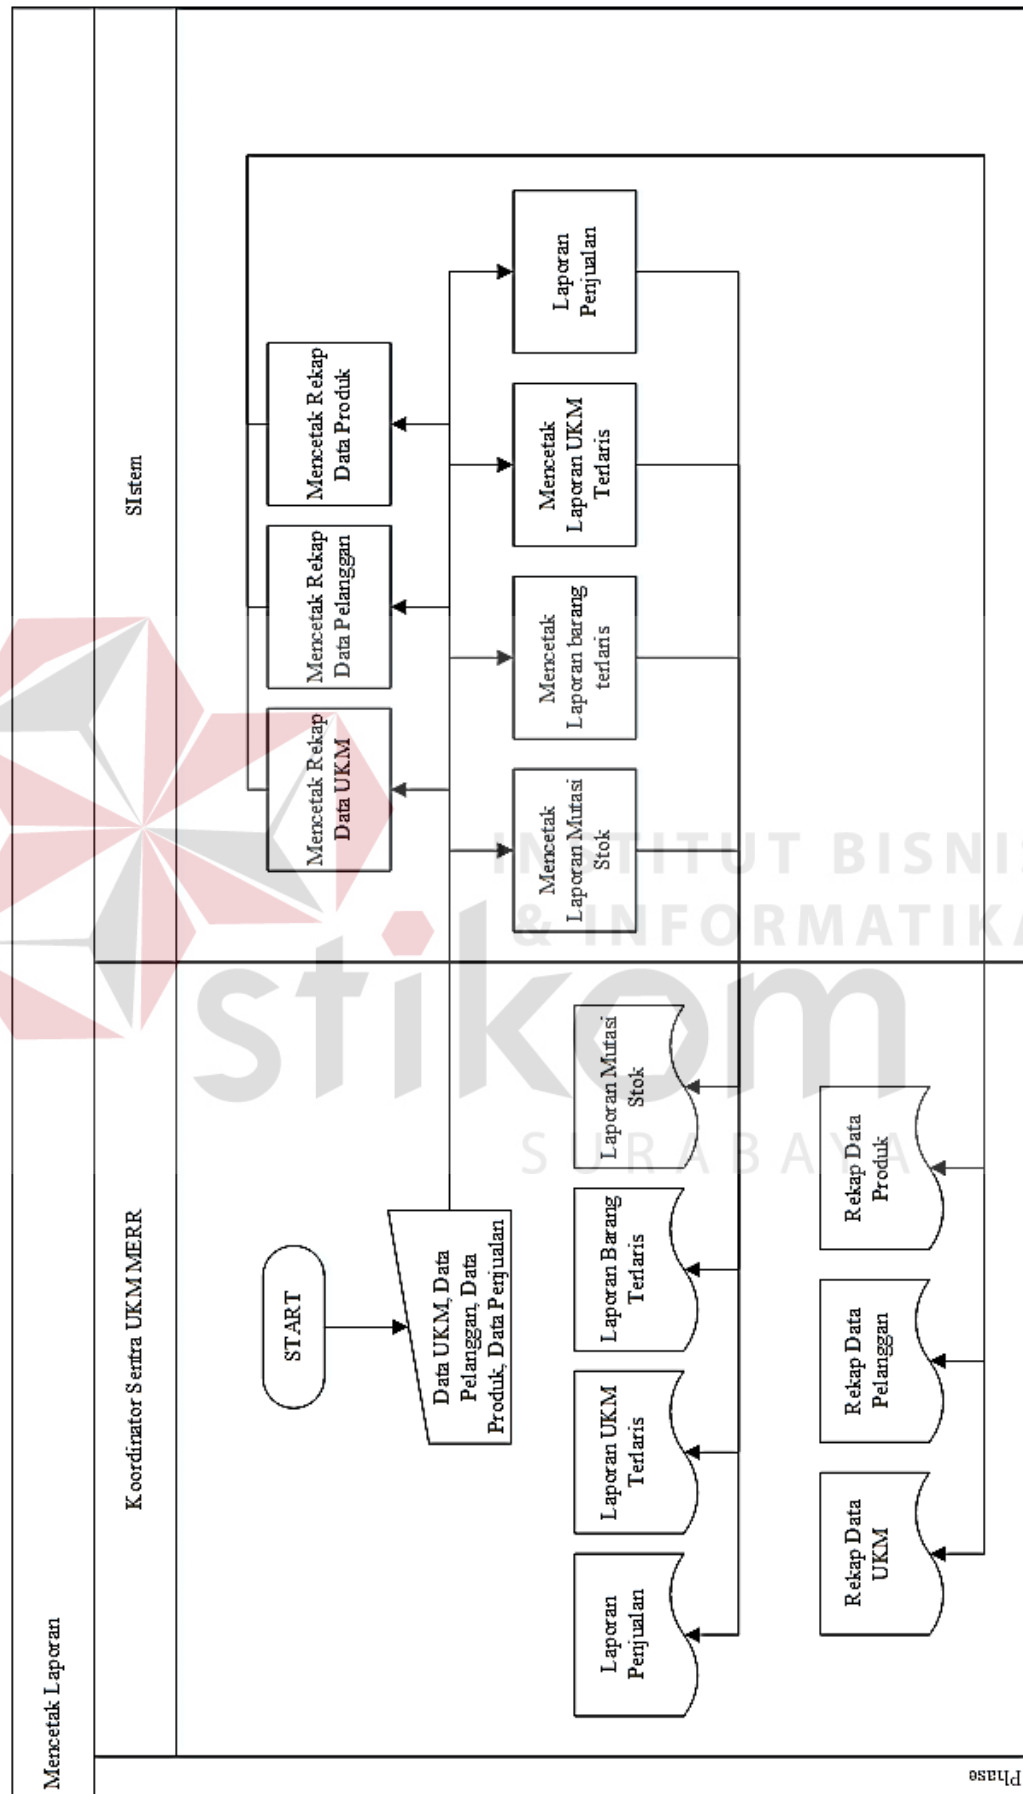 Mencetak Laporan
Koordinator Sentra UKM MERR
SIstem
START
Data UKM, Data
Pelanggan, Data
Produk, Data Penjualan
Mencetak Rekap
Data UKM
Mencetak Rekap
Data Pelanggan
Mencetak Rekap
Data Produk
Mencetak
Laporan Mutasi
Stok
Mencetak
Laporan barang
terlaris
Mencetak
Laporan UKM
Terlaris
Laporan
Penjualan
Laporan
Penjualan
Laporan UKM
Terlaris
Laporan Barang
Terlaris
Laporan Mutasi
Stok
Rekap Data
UKM
Rekap Data
Pelanggan
Rekap Data
Produk
Phase
INSTITUT BISNIS
& INFORMATIKA
stikom
SURABAYA